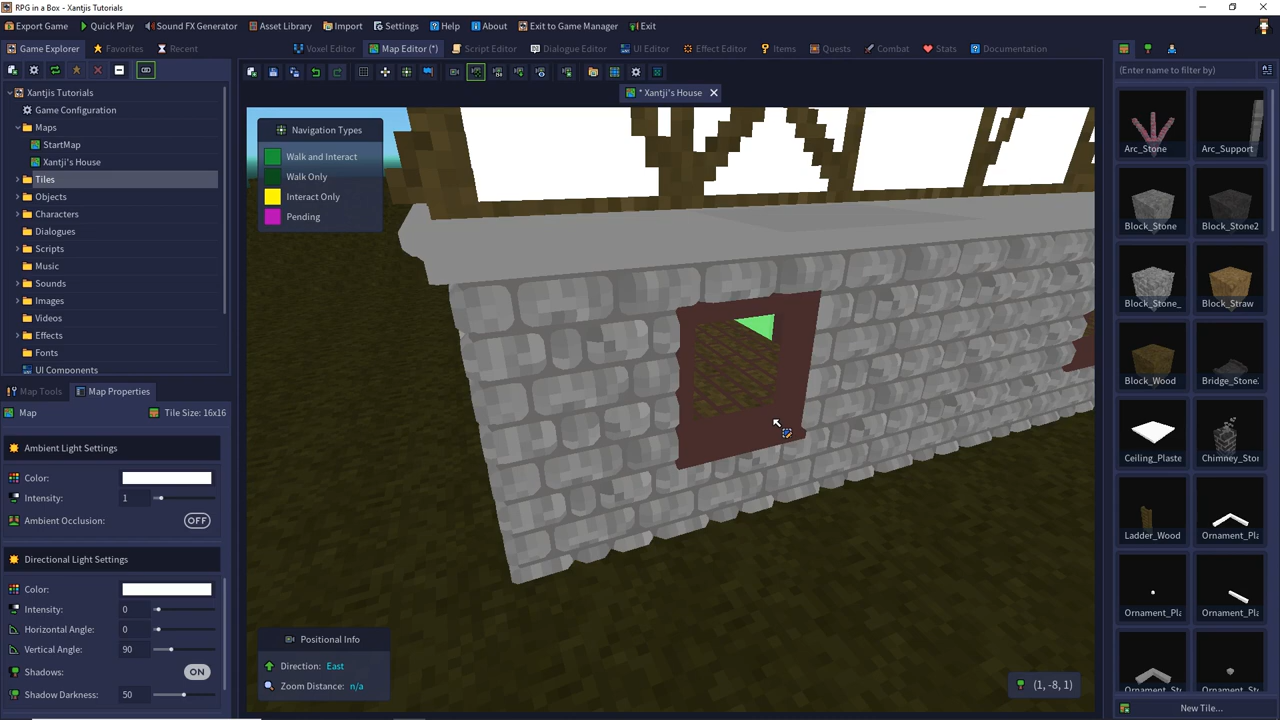 RPG in a Box - Xantjis Tutorials
Export Game Quick Play Sound FX Generator Asset Library Import Settings Help About Exit to Game Manager Exit
Game Explorer Favorites Recent Voxel Editor Map Editor (*) Script Editor Dialogue Editor UI Editor Effect Editor Items Quests Combat Stats Documentation
(Enter name to filter by)
* Xantji's House
Xantjis Tutorials
Game Configuration
Maps
StartMap
Xantji's House
Tiles
Objects
Characters
Dialogues
Scripts
Music
Sounds
Images
Videos
Effects
Fonts
UI Components
Map Tools Map Properties
Map Tile Size: 16x16
Ambient Light Settings
Color:
Intensity: 1
Ambient Occlusion: OFF
Directional Light Settings
Color:
Intensity: 0
Horizontal Angle: 0
Vertical Angle: 90
Shadows: ON
Shadow Darkness: 50
Navigation Types
Walk and Interact
Walk Only
Interact Only
Pending
Positional Info
Direction: East
Zoom Distance: n/a
(1, -8, 1)
Arc_Stone Arc_Support
Block_Stone Block_Stone2
Block_Stone_ Block_Straw
Block_Wood Bridge_Stone
Ceiling_Plaste Chimney_Stor
Ladder_Wood Ornament_Pla
Ornament_Pla Ornament_Pla
Ornament_Sto Ornament_Sto
New Tile...